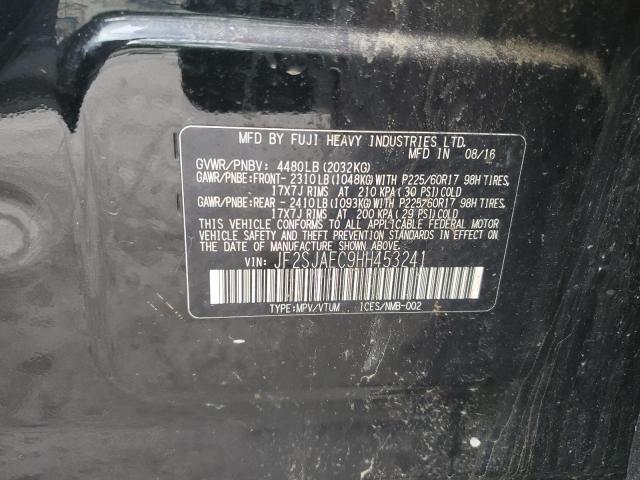 MFD BY FUJI HEAVY INDUSTRIES LTD.
MFD IN 08/16
GVWR/PNBV: 4480LB(2032KG)
GAWR/PNBE:FRONT-2310LB(1048KG)WITH P225/60R17 98H TIRES,
17X7J RIMS AT 210 KPA(30 PSI)COLD
GAWR/PNBE:REAR -2410LB(1093KG)WITH P225/60R17 98H TIRES,
17X7J RIMS AT 200 KPA(29 PSI)COLD
THIS VEHICLE CONFORMS TO ALL APPLICABLE FEDERAL MOTOR
VEHICLE SAFETY AND THEFT PREVENTION STANDARDS IN
EFFECT ON THE DATE OF MANUFACTURE SHOWN ABOVE.
VIN: JF2SJAFC9HH453241
TYPE:MPV/VTUM ICES/NMB-002